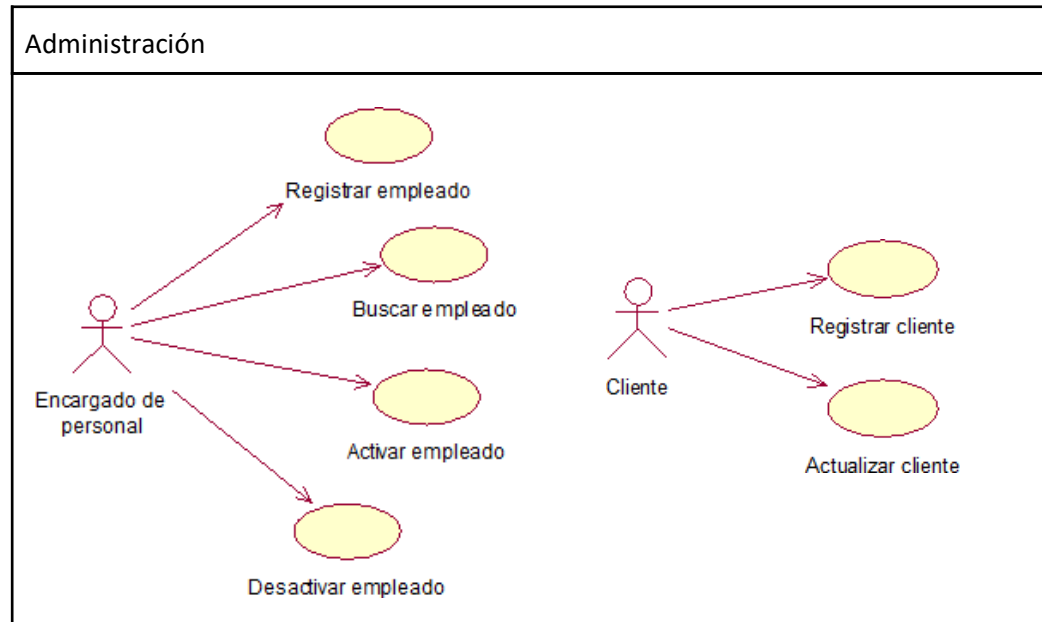 Administración
Registrar empleado
Buscar empleado
Encargado de
personal
Activar empleado
Desactivar empleado
Registrar cliente
Cliente
Actualizar cliente